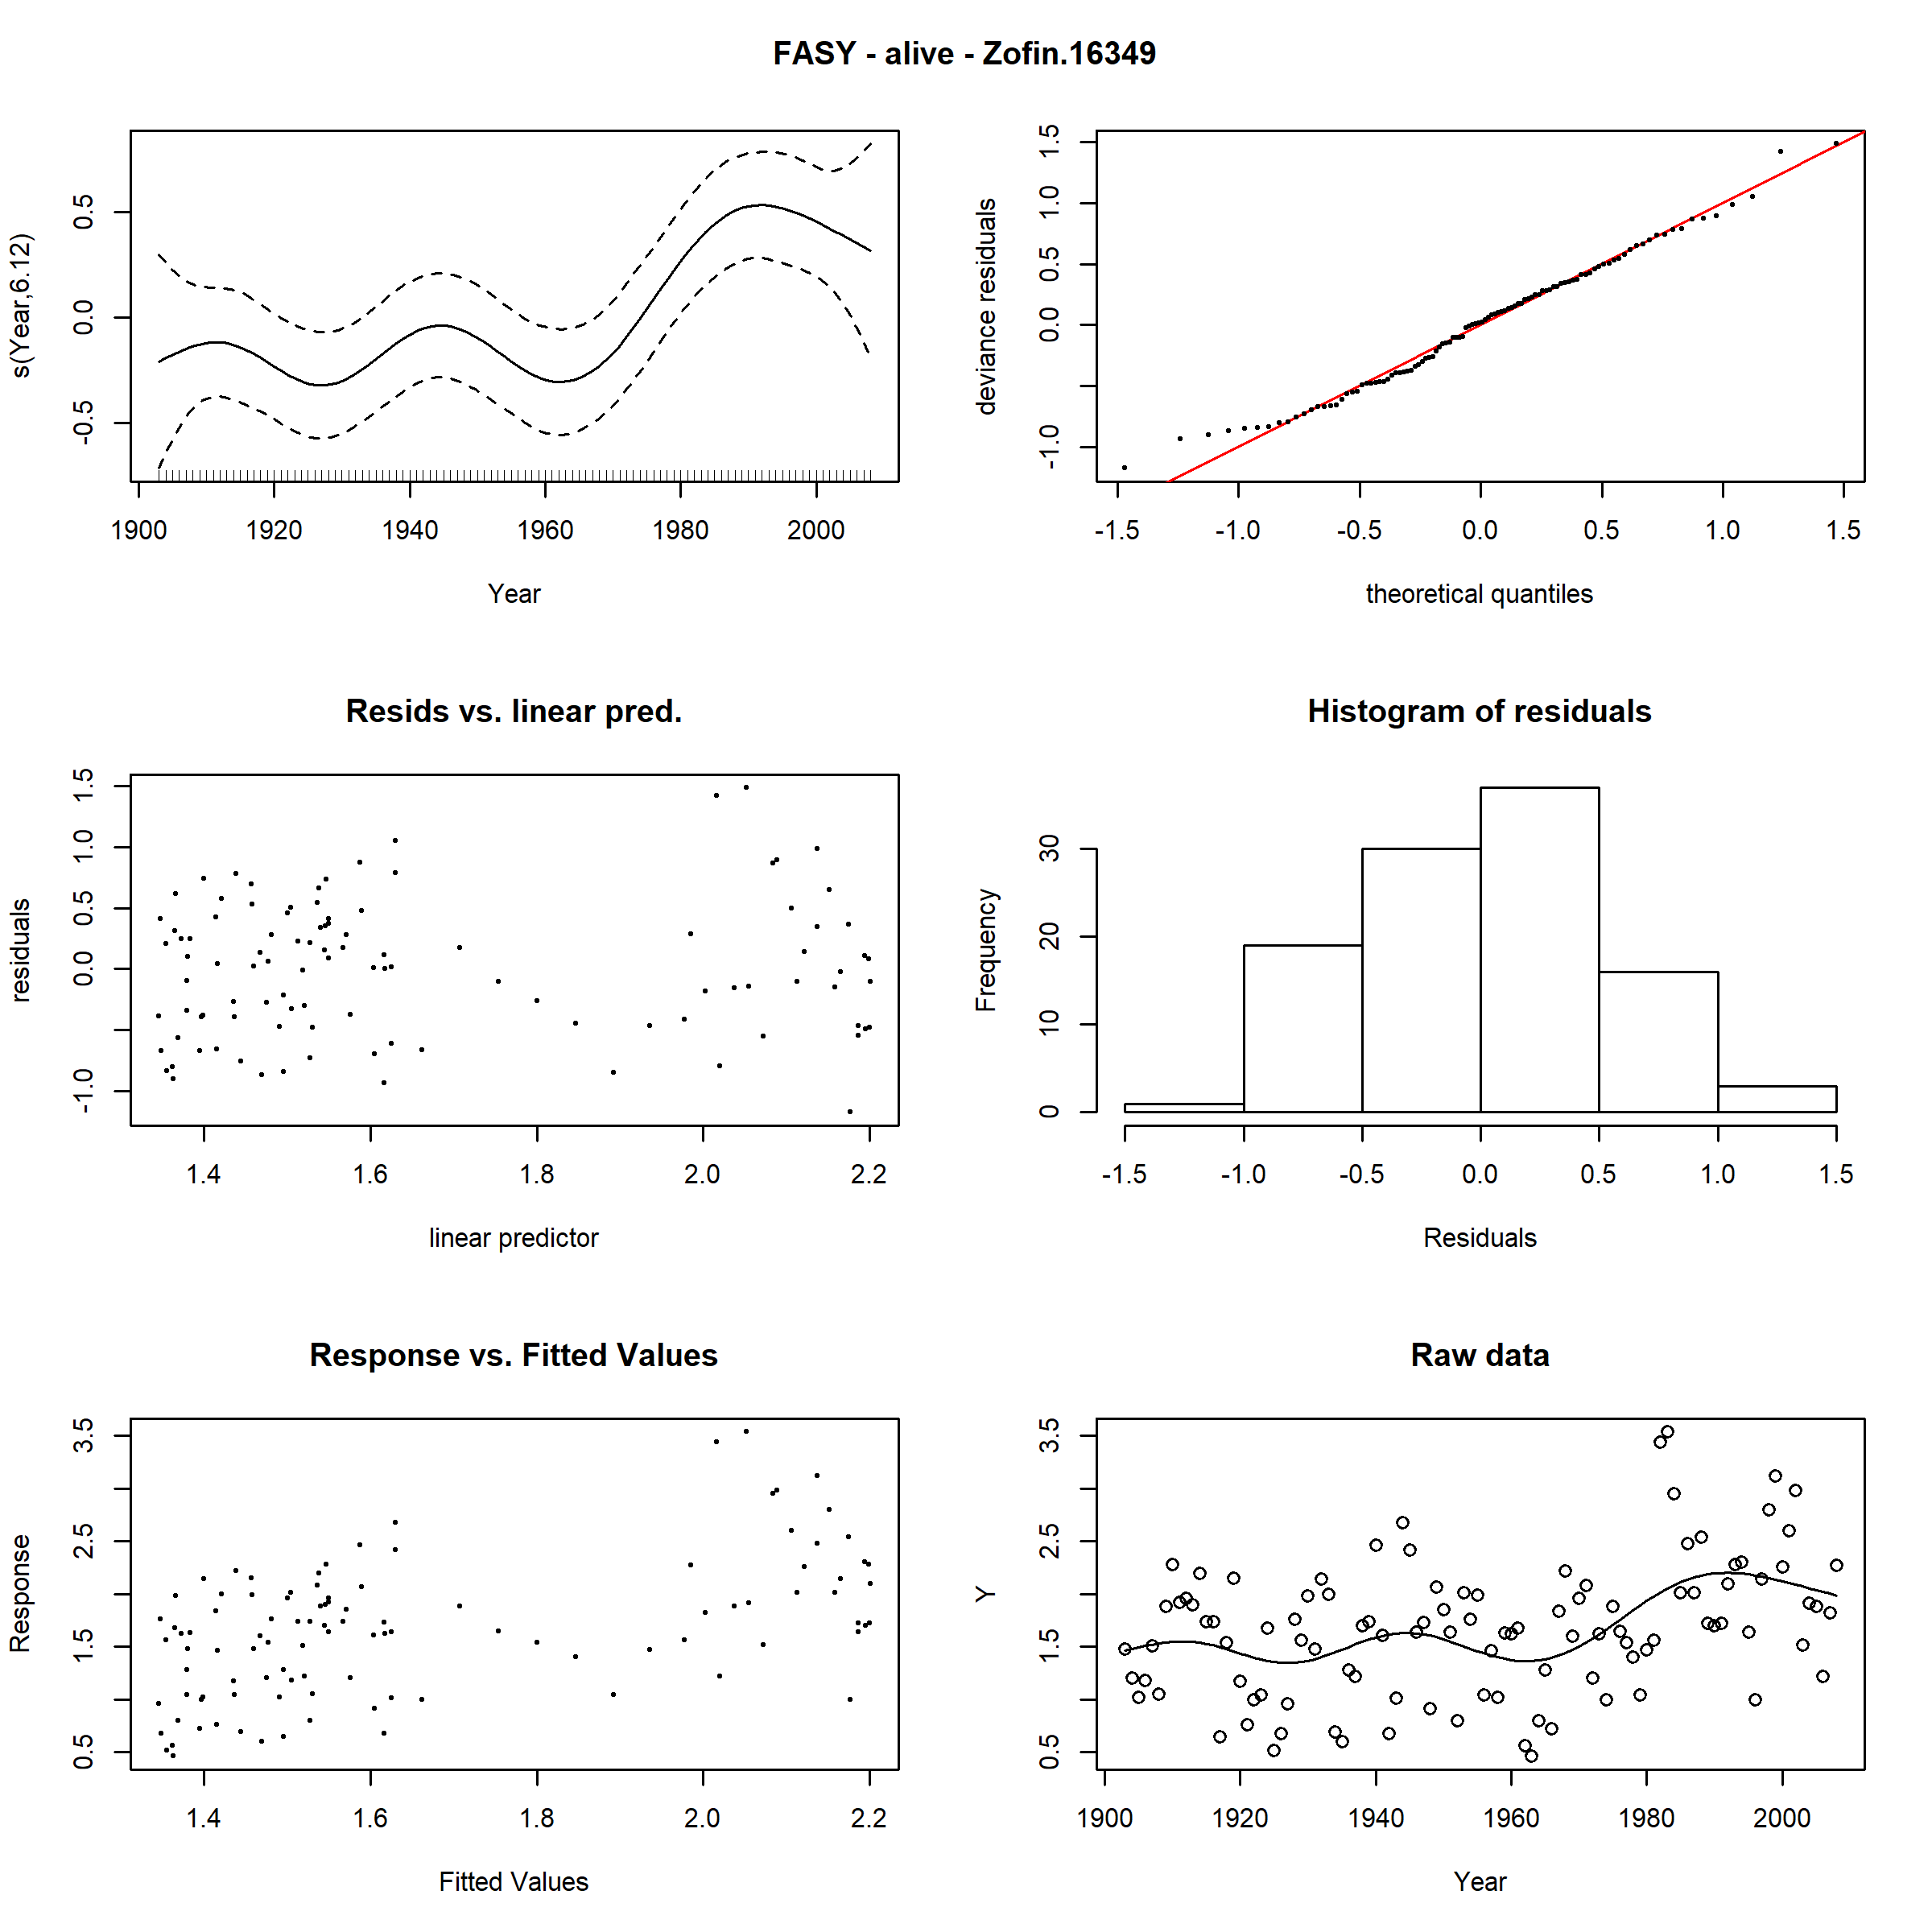 FASY - alive - Zofin.16349
s(Year,6.12)
0.5
0.0
-0.5
1900 1920 1940 1960 1980 2000
Year
deviance residuals
1.5
1.0
0.5
0.0
-1.0
-1.5 -1.0 -0.5 0.0 0.5 1.0 1.5
theoretical quantiles
Resids vs. linear pred.
residuals
1.5
1.0
0.5
0.0
-1.0
1.4 1.6 1.8 2.0 2.2
linear predictor
Histogram of residuals
Frequency
30
20
10
0
-1.5 -1.0 -0.5 0.0 0.5 1.0 1.5
Residuals
Response vs. Fitted Values
Response
3.5
2.5
1.5
0.5
1.4 1.6 1.8 2.0 2.2
Fitted Values
Raw data
Y
3.5
2.5
1.5
0.5
1900 1920 1940 1960 1980 2000
Year